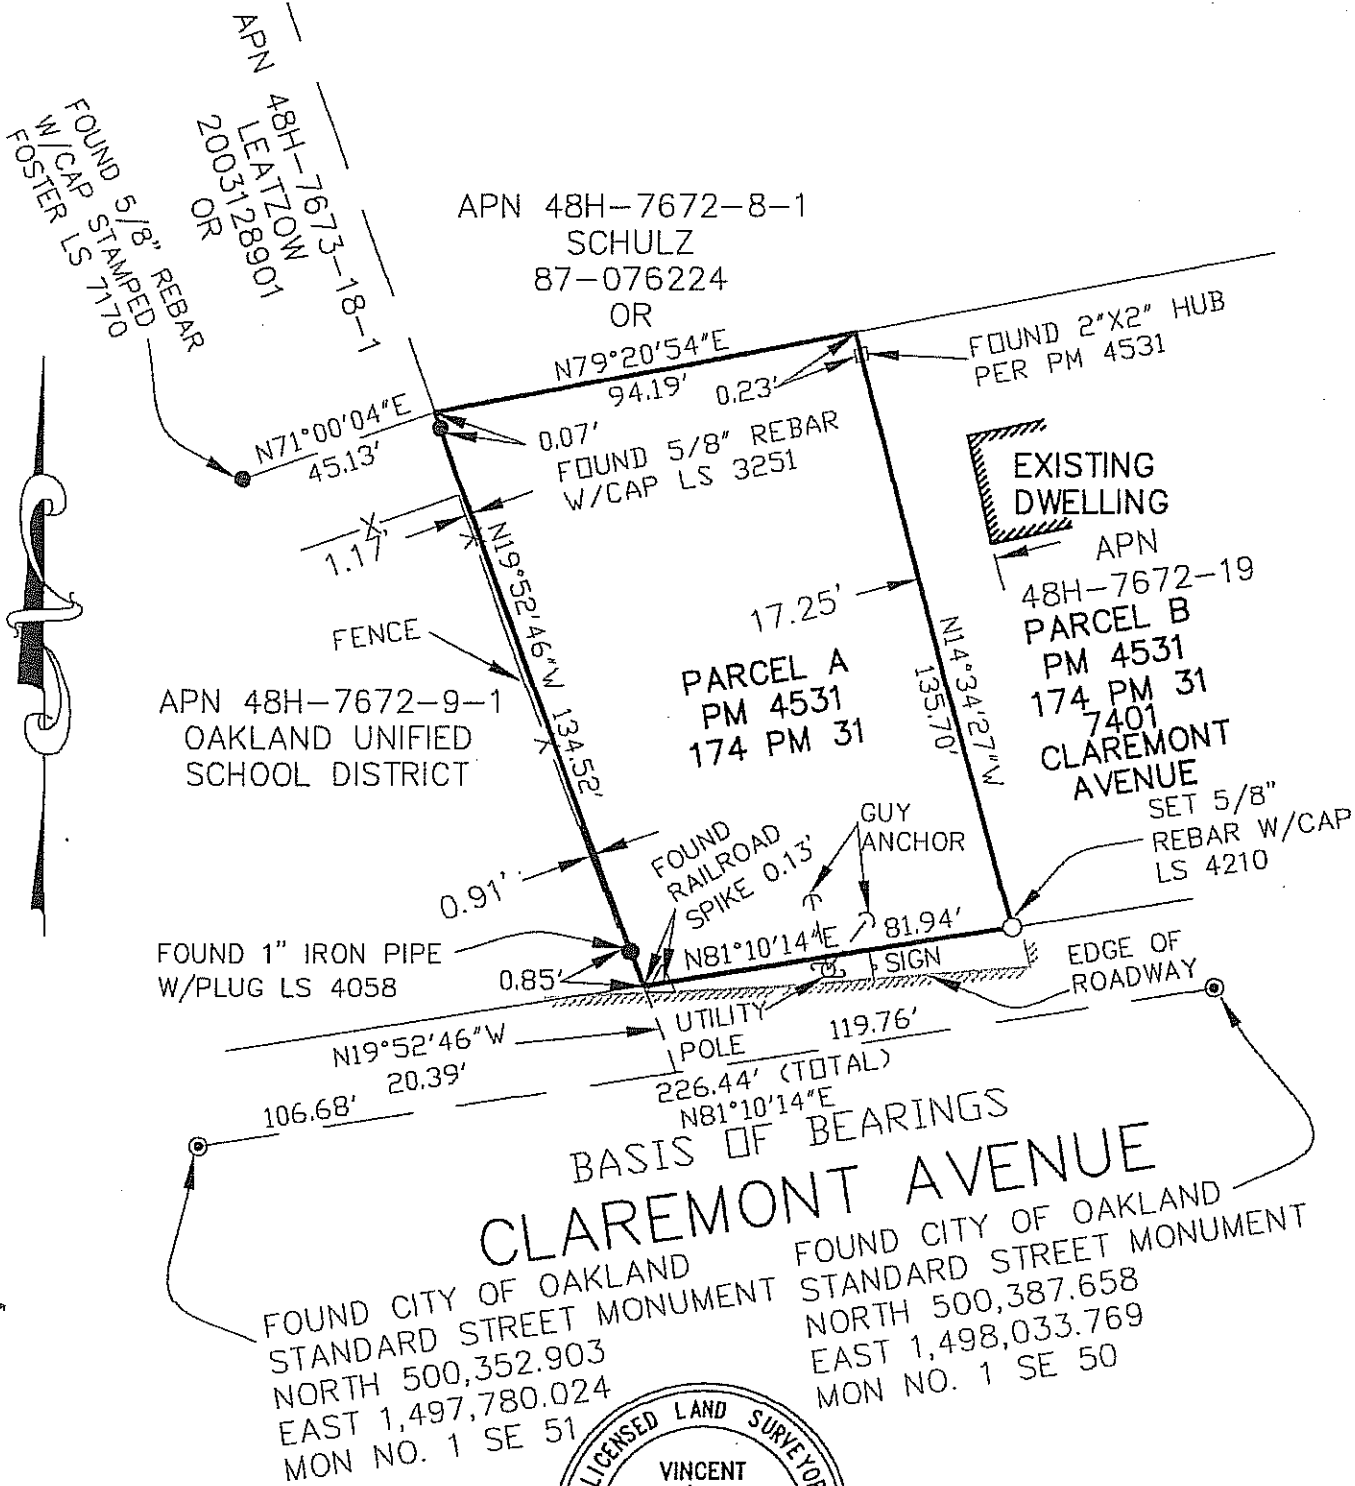 APN 48H-7673-18-1
LEATZOW
2003128901
OR
FOUND 5/8" REBAR
W/CAP STAMPED
FOSTER LS 7170
APN 48H-7672-8-1
SCHULZ
87-076224
OR
N79°20'54"E
94.19'
0.23'
FOUND 2"X2" HUB
PER PM 4531
N71°00'04"E
45.13'
0.07'
FOUND 5/8" REBAR
W/CAP LS 3251
EXISTING
DWELLING
1.17'
N19°52'46"W 134.52'
FENCE
17.25'
N14°34'27"W
135.70'
APN
48H-7672-19
PARCEL B
PM 4531
174 PM 31
7401
CLAREMONT
AVENUE
PARCEL A
PM 4531
174 PM 31
APN 48H-7672-9-1
OAKLAND UNIFIED
SCHOOL DISTRICT
SET 5/8"
REBAR W/CAP
LS 4210
GUY
ANCHOR
FOUND
RAILROAD
SPIKE 0.13'
0.91'
FOUND 1" IRON PIPE
W/PLUG LS 4058
0.85'
N81°10'14"E
81.94'
SIGN
EDGE OF
ROADWAY
UTILITY
POLE
N19°52'46"W
20.39'
119.76'
106.68'
226.44' (TOTAL)
N81°10'14"E
BASIS OF BEARINGS
CLAREMONT AVENUE
FOUND CITY OF OAKLAND
STANDARD STREET MONUMENT
NORTH 500,352.903
EAST 1,497,780.024
MON NO. 1 SE 51
FOUND CITY OF OAKLAND
STANDARD STREET MONUMENT
NORTH 500,387.658
EAST 1,498,033.769
MON NO. 1 SE 50
LICENSED LAND SURVEYOR
VINCENT